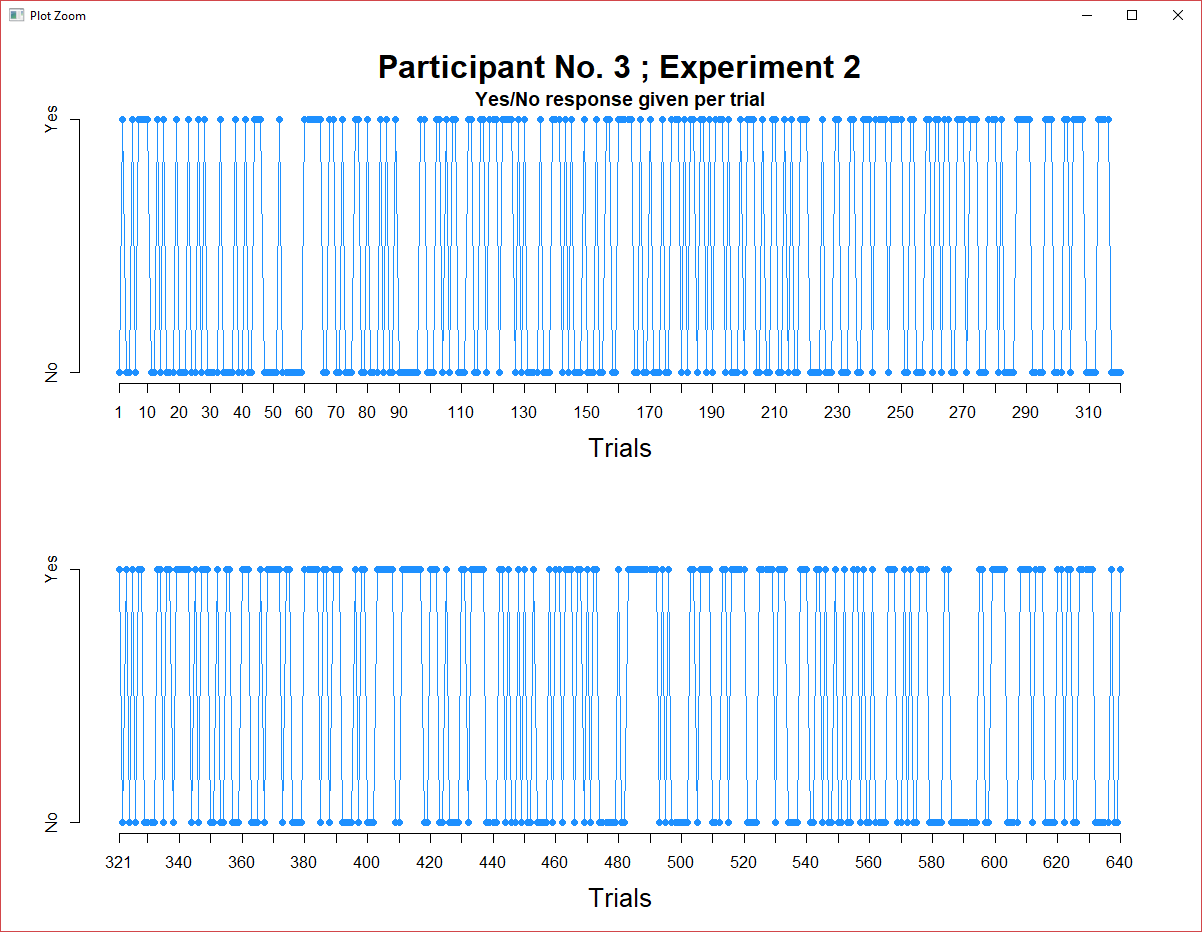 Plot Zoom
Participant No. 3 ; Experiment 2
Yes/No response given per trial
Yes
No
1 10 20 30 40 50 60 70 80 90 110 130 150 170 190 210 230 250 270 290 310
Trials
Yes
No
321 340 360 380 400 420 440 460 480 500 520 540 560 580 600 620 640
Trials